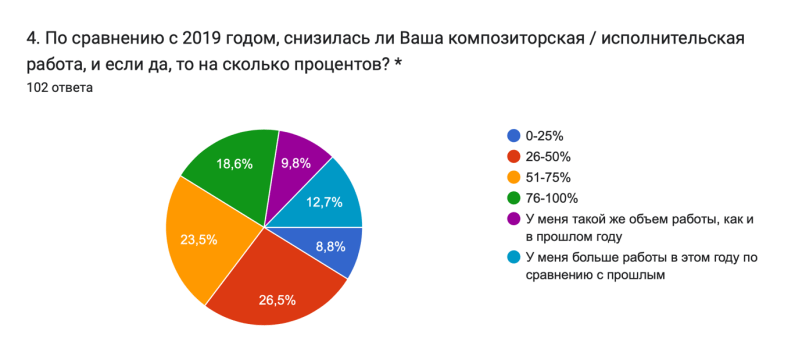 4. По сравнению с 2019 годом, снизилась ли Ваша композиторская / исполнительская
работа, и если да, то на сколько процентов? *
102 ответа
0-25%
26-50%
51-75%
76-100%
У меня такой же объем работы, как и
в прошлом году
У меня больше работы в этом году по
сравнению с прошлым
18,6%
9,8%
12,7%
23,5%
8,8%
26,5%